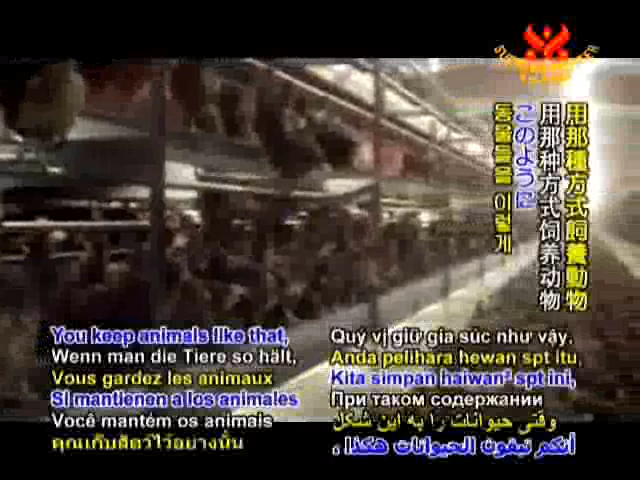 用那種方式飼養動物
用那种方式饲养动物
このように
동물들을 이렇게
You keep animals like that,
Wenn man die Tiere so hält,
Vous gardez les animaux
Si mantienen a los animales
Você mantém os animais
คุณเก็บสัตว์ไว้อย่างนั้น
Quý vị giữ gia súc như vậy.
Anda pelihara hewan spt itu,
Kita simpan haiwan² spt ini,
При таком содержании
وقتی حیوانات را به این شکل
أنكم تبقون الحيوانات هكذا ،